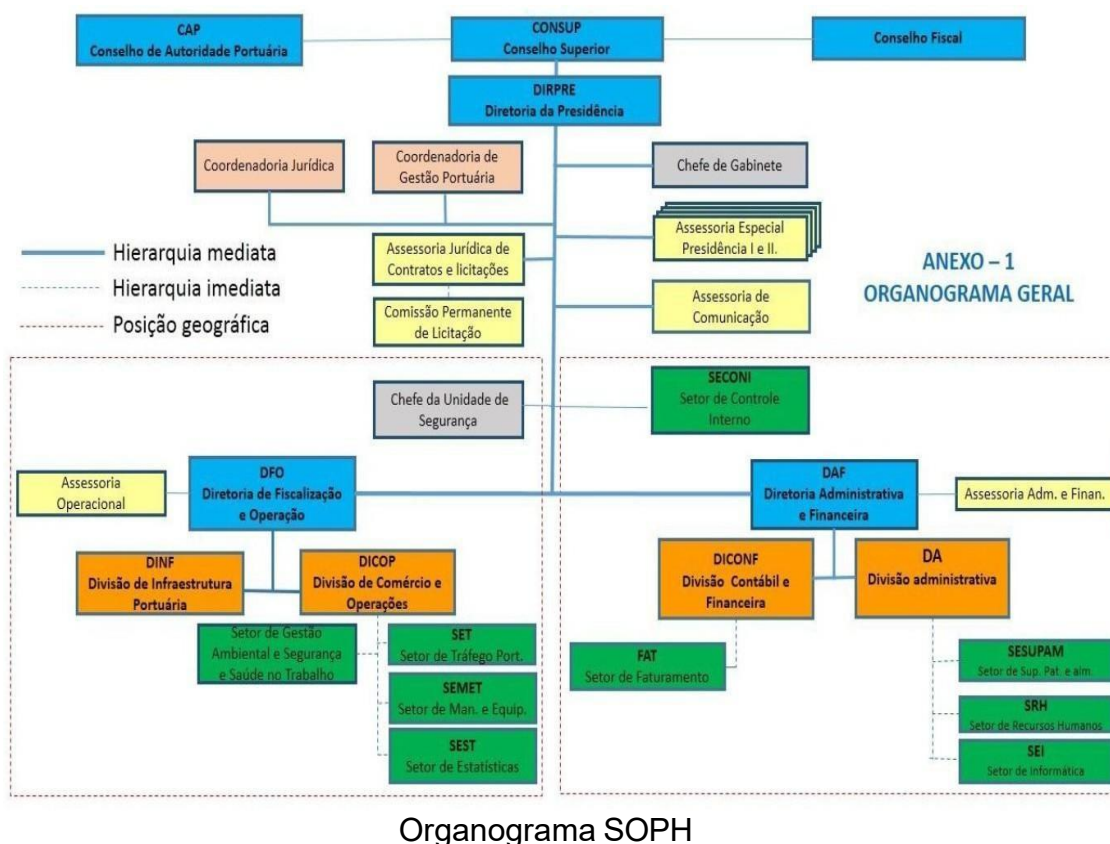 CAP
Conselho de Autoridade Portuária
CONSUP
Conselho Superior
Conselho Fiscal
DIRPRE
Diretoria da Presidência
Coordenadoria Jurídica
Coordenadoria de
Gestão Portuária
Chefe de Gabinete
Assessoria Jurídica de
Contratos e licitações
Assessoria Especial
Presidência I e II.
Hierarquia mediata
Hierarquia imediata
Posição geográfica
ANEXO – 1
ORGANOGRAMA GERAL
Comissão Permanente
de Licitação
Assessoria de
Comunicação
Chefe da Unidade de
Segurança
SECONI
Setor de Controle
Interno
Assessoria
Operacional
DFO
Diretoria de Fiscalização
e Operação
DAF
Diretoria Administrativa
e Financeira
Assessoria Adm. e Finan.
DINF
Divisão de Infraestrutura
Portuária
DICOP
Divisão de Comércio e
Operações
DICONF
Divisão Contábil e
Financeira
DA
Divisão administrativa
Setor de Gestão
Ambiental e Segurança
e Saúde no Trabalho
SET
Setor de Tráfego Port.
SEMET
Setor de Man. e Equip.
SEST
Setor de Estatísticas
FAT
Setor de Faturamento
SESUPAM
Setor de Sup. Pat. e alm
SRH
Setor de Recursos Humanos
SEI
Setor de Informática
Organograma SOPH